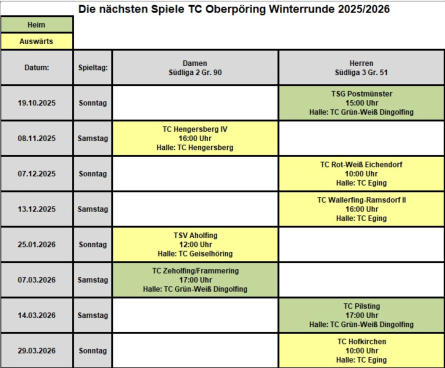 Die nächsten Spiele TC Oberpöring Winterrunde 2025/2026
Heim
Auswärts
Datum: Spieltag: Damen Herren
Südliga 2 Gr. 90 Südliga 3 Gr. 51
19.10.2025 Sonntag TSG Postmünster
15:00 Uhr
Halle: TC Grün-Weiß Dingolfing
08.11.2025 Samstag TC Hengersberg IV
16:00 Uhr
Halle: TC Hengersberg
07.12.2025 Sonntag TC Rot-Weiß Eichendorf
10:00 Uhr
Halle: TC Eging
13.12.2025 Samstag TC Wallerfing-Ramsdorf II
16:00 Uhr
Halle: TC Eging
25.01.2026 Sonntag TSV Aholfing
12:00 Uhr
Halle: TC Geiselhöring
07.03.2026 Samstag TC Zeholfing/Frammering
17:00 Uhr
Halle: TC Grün-Weiß Dingolfing
14.03.2026 Samstag TC Pilsting
17:00 Uhr
Halle: TC Grün-Weiß Dingolfing
29.03.2026 Sonntag TC Hofkirchen
10:00 Uhr
Halle: TC Eging